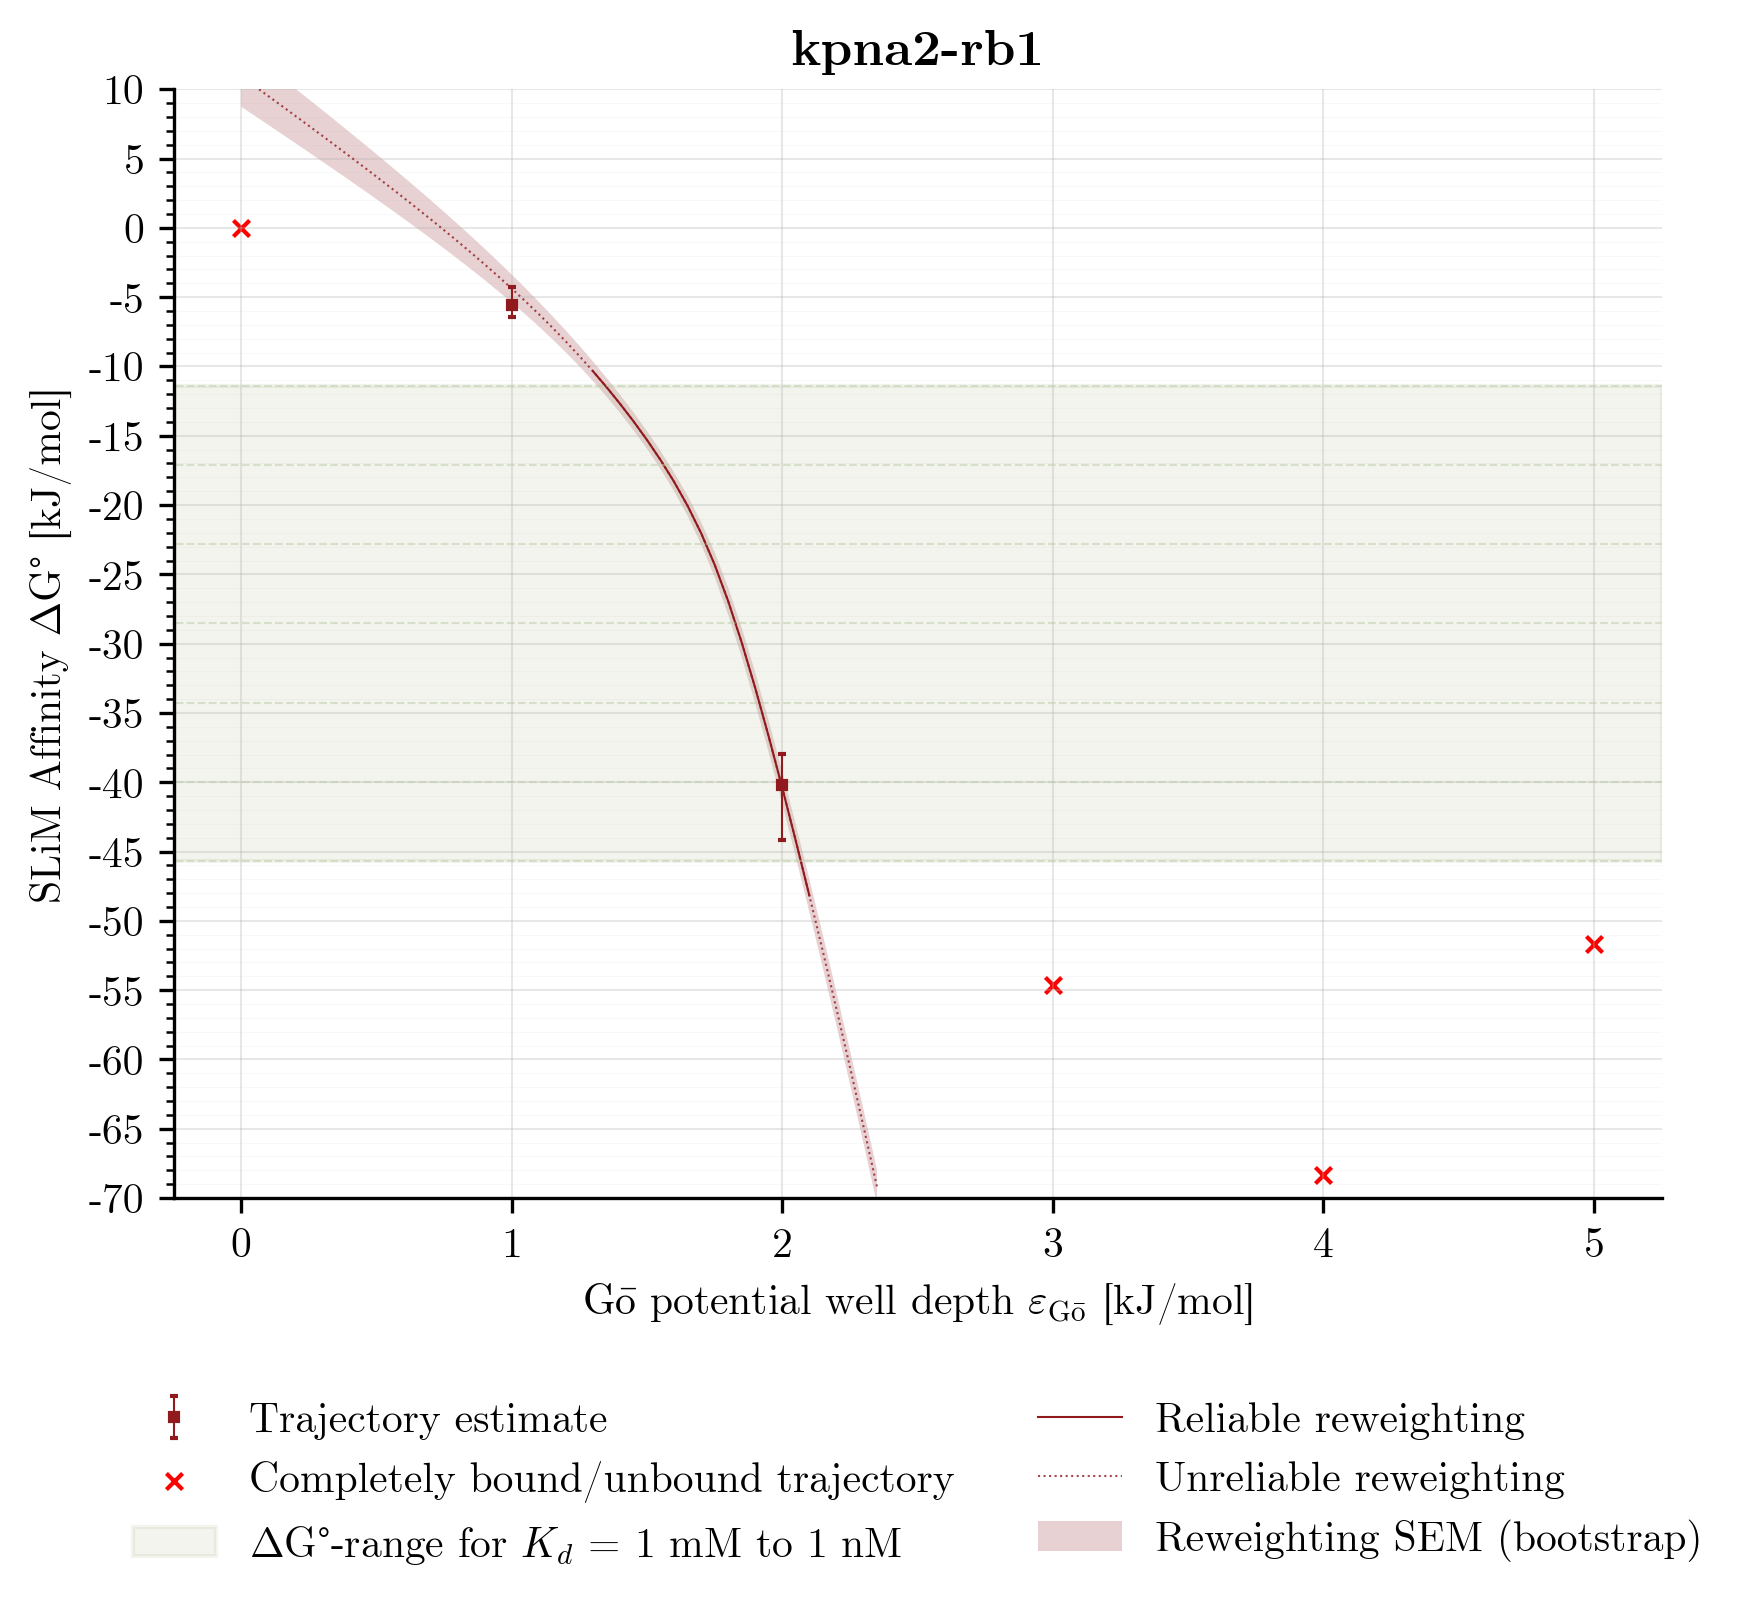 kpna2-rb1
10
5
0
-5
-10
-15
-20
-25
-30
-35
-40
-45
-50
-55
-60
-65
-70
SLiM Affinity ΔG° [kJ/mol]
0 1 2 3 4 5
Gō potential well depth ε_Gō [kJ/mol]
Trajectory estimate
Completely bound/unbound trajectory
ΔG°-range for K_d = 1 mM to 1 nM
Reliable reweighting
Unreliable reweighting
Reweighting SEM (bootstrap)